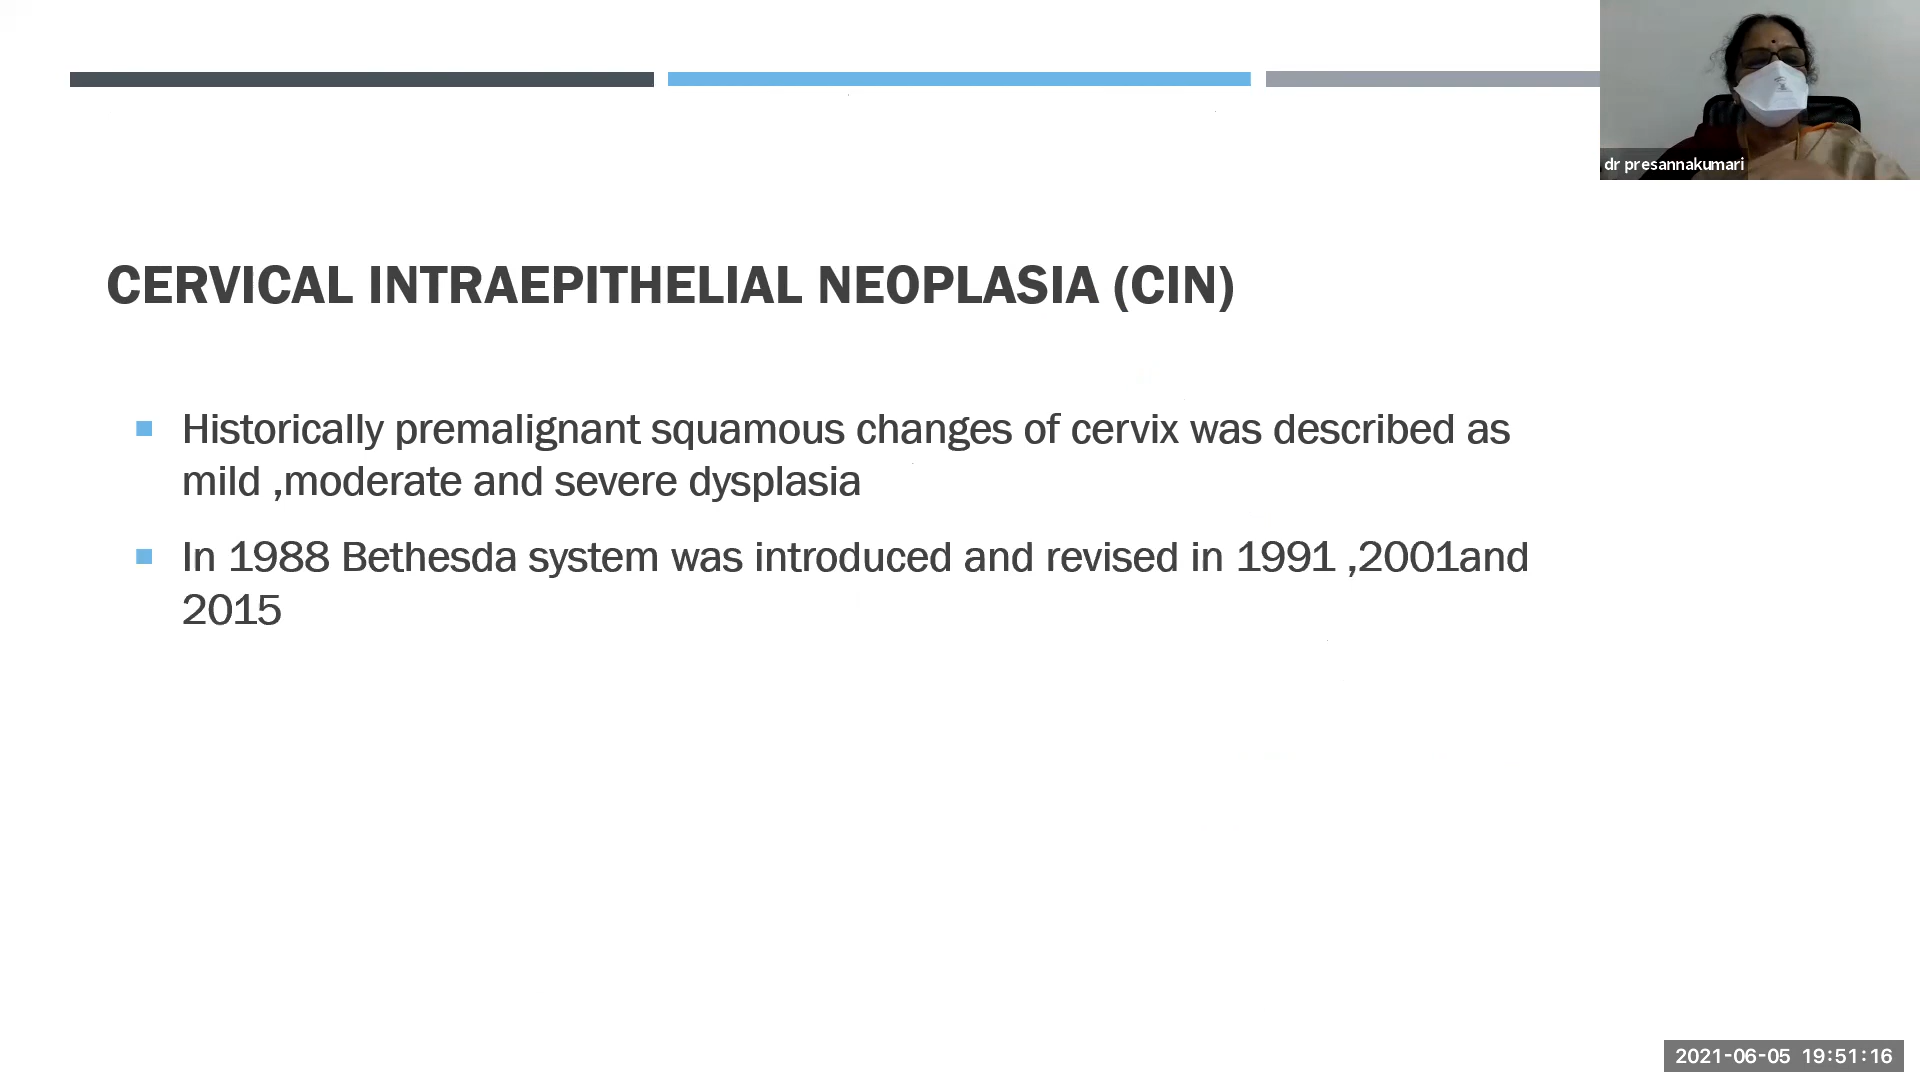 dr presannakumari
CERVICAL INTRAEPITHELIAL NEOPLASIA (CIN)
Historically premalignant squamous changes of cervix was described as
mild ,moderate and severe dysplasia
In 1988 Bethesda system was introduced and revised in 1991 ,2001and
2015
2021-06-05 19:51:16